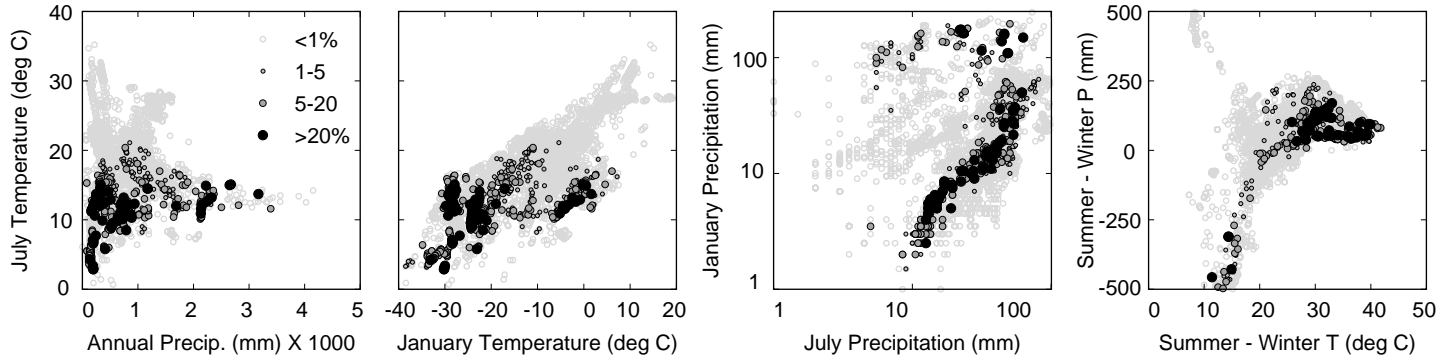 July Temperature (deg C)
40
30
20
10
0
<1%
1-5
5-20
>20%
0 1 2 3 4 5
Annual Precip. (mm) X 1000
-40 -30 -20 -10 0 10 20
January Temperature (deg C)
January Precipitation (mm)
100
10
1
1 10 100
July Precipitation (mm)
Summer - Winter P (mm)
500
250
0
-250
-500
0 10 20 30 40 50
Summer - Winter T (deg C)